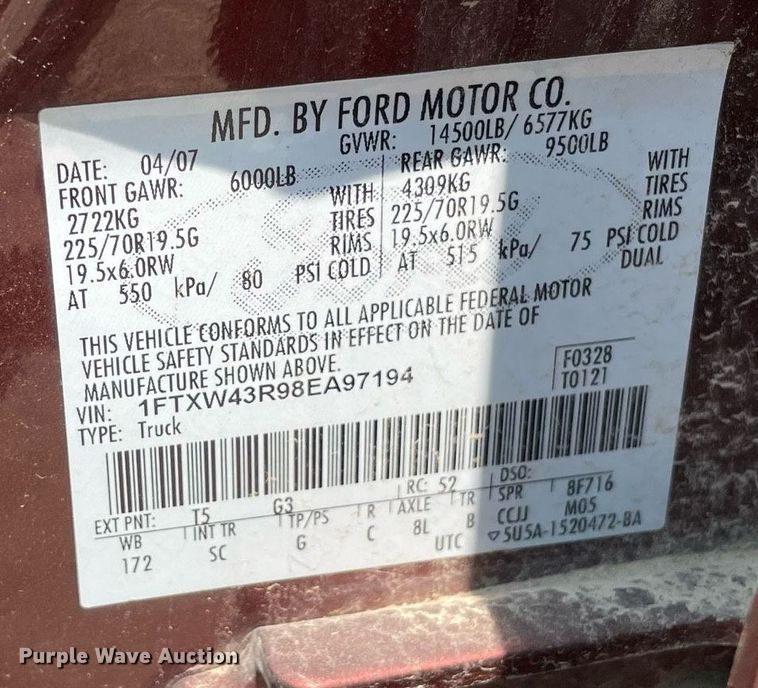 MFD. BY FORD MOTOR CO.
DATE: 04/07 GVWR: 14500LB/ 6577KG
FRONT GAWR: 6000LB REAR GAWR: 9500LB
2722KG WITH 4309KG WITH
225/70R19.5G TIRES 225/70R19.5G TIRES
19.5x6.0RW RIMS 19.5x6.0RW RIMS
AT 550 kPa/ 80 PSI COLD AT 515 kPa/ 75 PSI COLD
DUAL
THIS VEHICLE CONFORMS TO ALL APPLICABLE FEDERAL MOTOR
VEHICLE SAFETY STANDARDS IN EFFECT ON THE DATE OF
MANUFACTURE SHOWN ABOVE.
VIN: 1FTXW43R98EA97194 F0328
TYPE: Truck T0121
EXT PNT: T5 G3 RC: 52 DSO:
WB INT TR TP/PS R AXLE TR SPR 8F716
172 SC G C 8L B CCJJ M05
UTC ▽5U5A-1520472-BA
Purple Wave Auction